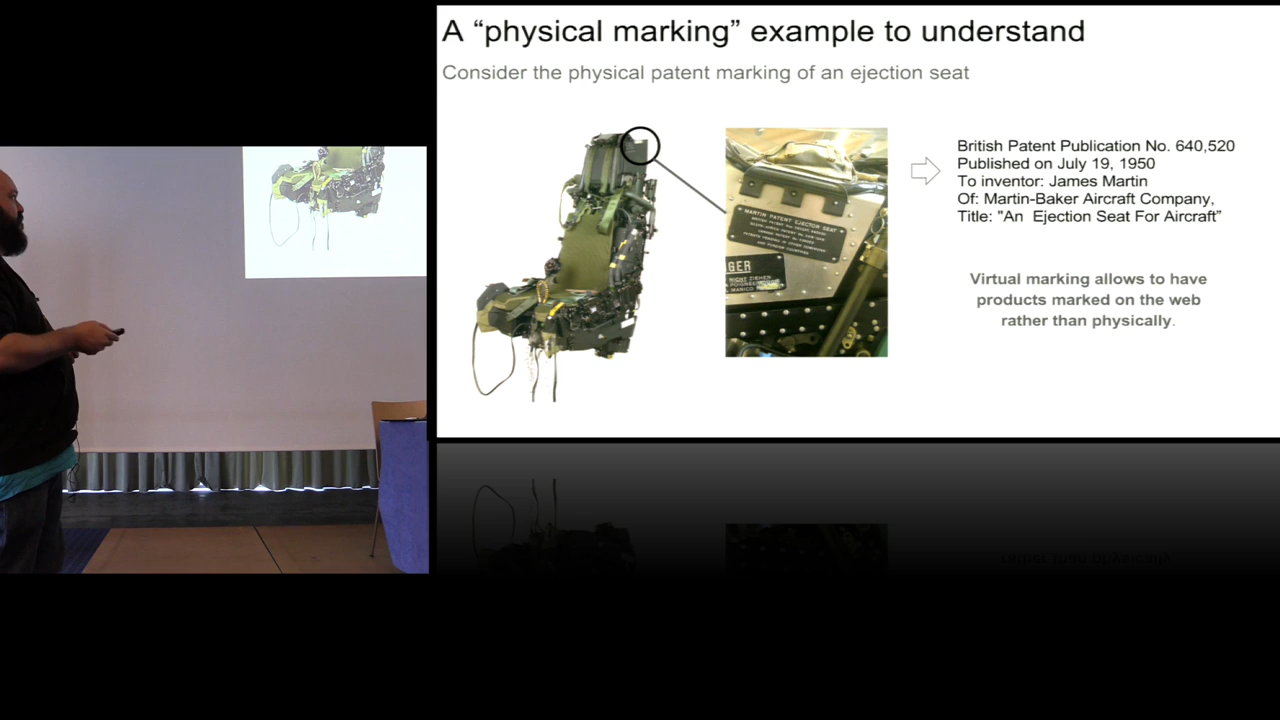 A “physical marking” example to understand
Consider the physical patent marking of an ejection seat
MARTIN PATENT EJECTOR SEAT
GER
British Patent Publication No. 640,520
Published on July 19, 1950
To inventor: James Martin
Of: Martin-Baker Aircraft Company,
Title: "An Ejection Seat For Aircraft”
Virtual marking allows to have
products marked on the web
rather than physically.